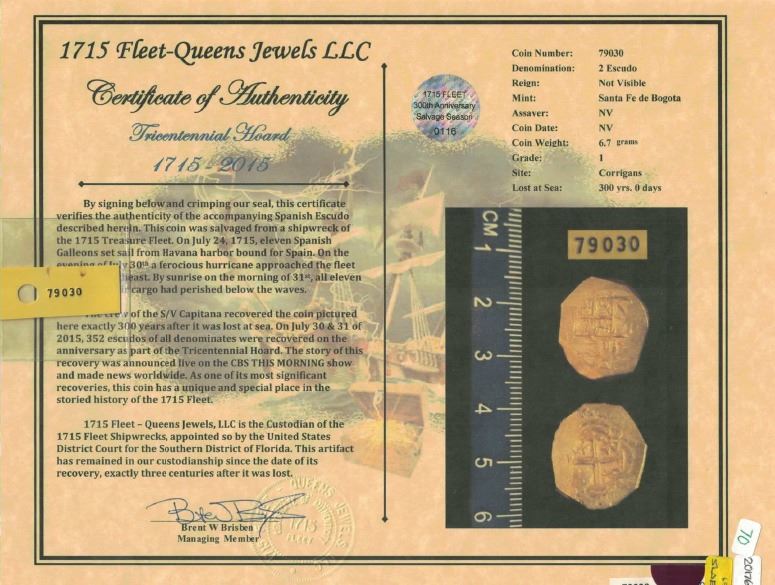 1715 Fleet-Queens Jewels LLC
Certificate of Authenticity
Tricentennial Hoard
1715 - 2015
By signing below and crimping our seal, this certificate
verifies the authenticity of the accompanying Spanish Escudo
described herein. This coin was salvaged from a shipwreck of
the 1715 Treasure Fleet. On July 24, 1715, eleven Spanish
Galleons set sail from Havana harbor bound for Spain. On the
evening of July 30th a ferocious hurricane approached the fleet
heast. By sunrise on the morning of 31st, all eleven
ir cargo had perished below the waves.
The crew of the S/V Capitana recovered the coin pictured
here exactly 300 years after it was lost at sea. On July 30 & 31 of
2015, 352 escudos of all denominates were recovered on the
anniversary as part of the Tricentennial Hoard. The story of this
recovery was announced live on the CBS THIS MORNING show
and made news worldwide. As one of its most significant
recoveries, this coin has a unique and special place in the
storied history of the 1715 Fleet.
1715 Fleet – Queens Jewels, LLC is the Custodian of the
1715 Fleet Shipwrecks, appointed so by the United States
District Court for the Southern District of Florida. This artifact
has remained in our custodianship since the date of its
recovery, exactly three centuries after it was lost.
Brent W Brisben
Managing Member
QUEENS JEWELS
1715
FLEET
79030
1715 FLEET
300th Anniversary
Salvage Season
0116
Coin Number: 79030
Denomination: 2 Escudo
Reign: Not Visible
Mint: Santa Fe de Bogota
Assayer: NV
Coin Date: NV
Coin Weight: 6.7 grams
Grade: 1
Site: Corrigans
Lost at Sea: 300 yrs. 0 days
CM
1
2
3
4
5
6
79030
70